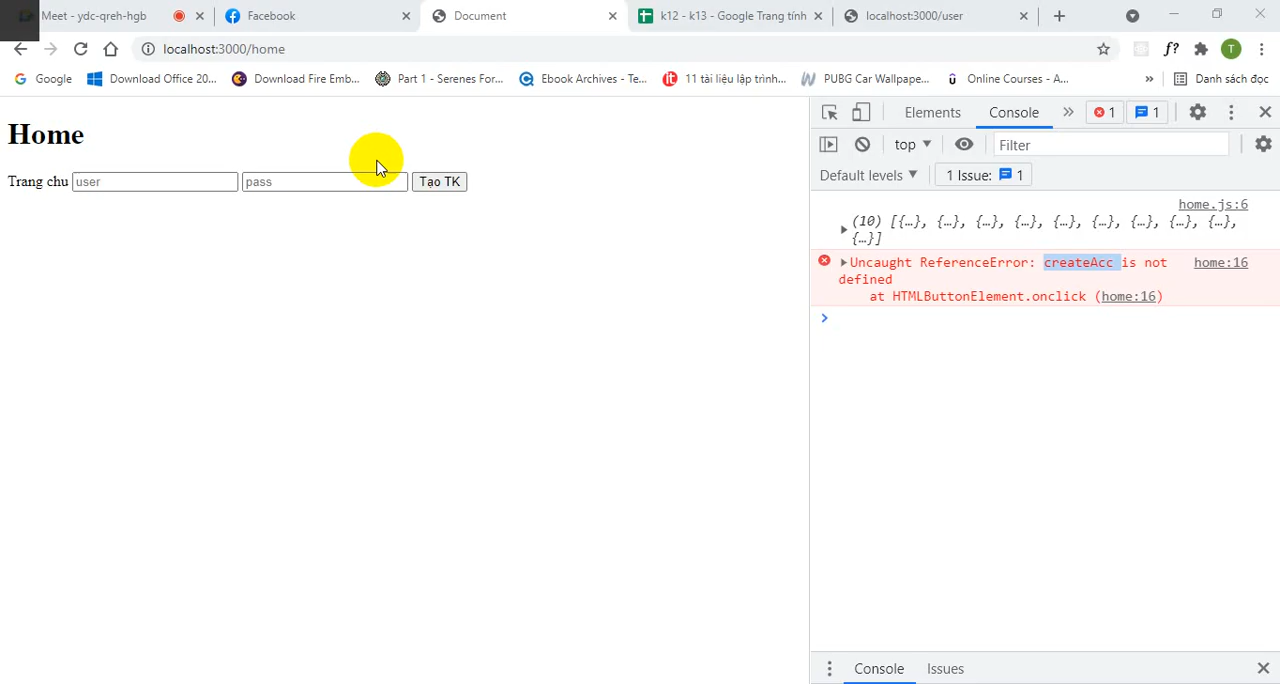 Meet - ydc-qreh-hgb
Facebook
Document
k12 - k13 - Google Trang tính
localhost:3000/user
localhost:3000/home
f?
T
Google
Download Office 20...
Download Fire Emb...
Part 1 - Serenes For...
Ebook Archives - Te...
it
11 tài liệu lập trình...
PUBG Car Wallpape...
Online Courses - A...
»
Danh sách đọc
Elements
Console
»
1
1
top
Filter
Default levels
1 Issue:
1
Home
Trang chu
user
pass
Tạo TK
home.js:6
(10) [{…}, {…}, {…}, {…}, {…}, {…}, {…}, {…}, {…},
{…}]
Uncaught ReferenceError: createAcc is not
home:16
defined
at HTMLButtonElement.onclick (home:16)
Console
Issues